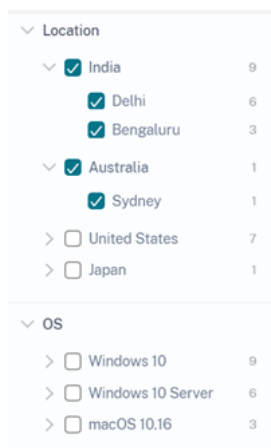 Location
India 9
Delhi 6
Bengaluru 3
Australia 1
Sydney 1
United States 7
Japan 1
OS
Windows 10 9
Windows 10 Server 6
macOS 10.16 3